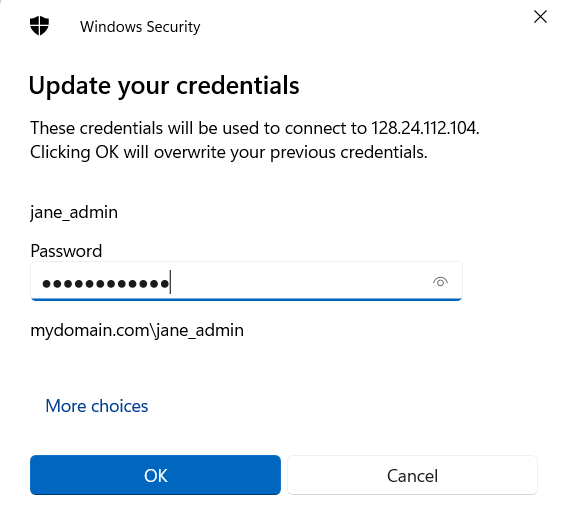 Windows Security
Update your credentials
These credentials will be used to connect to 128.24.112.104.
Clicking OK will overwrite your previous credentials.
jane_admin
Password
●●●●●●●●●●●●
mydomain.com\jane_admin
More choices
OK
Cancel